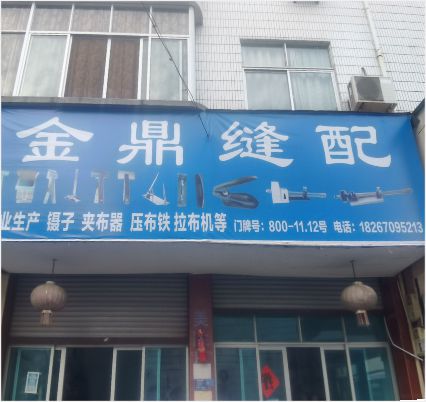 金鼎缝配
业生产 镊子 夹布器 压布铁 拉布机等 门牌号: 800-11.12号 电话: 18267095213